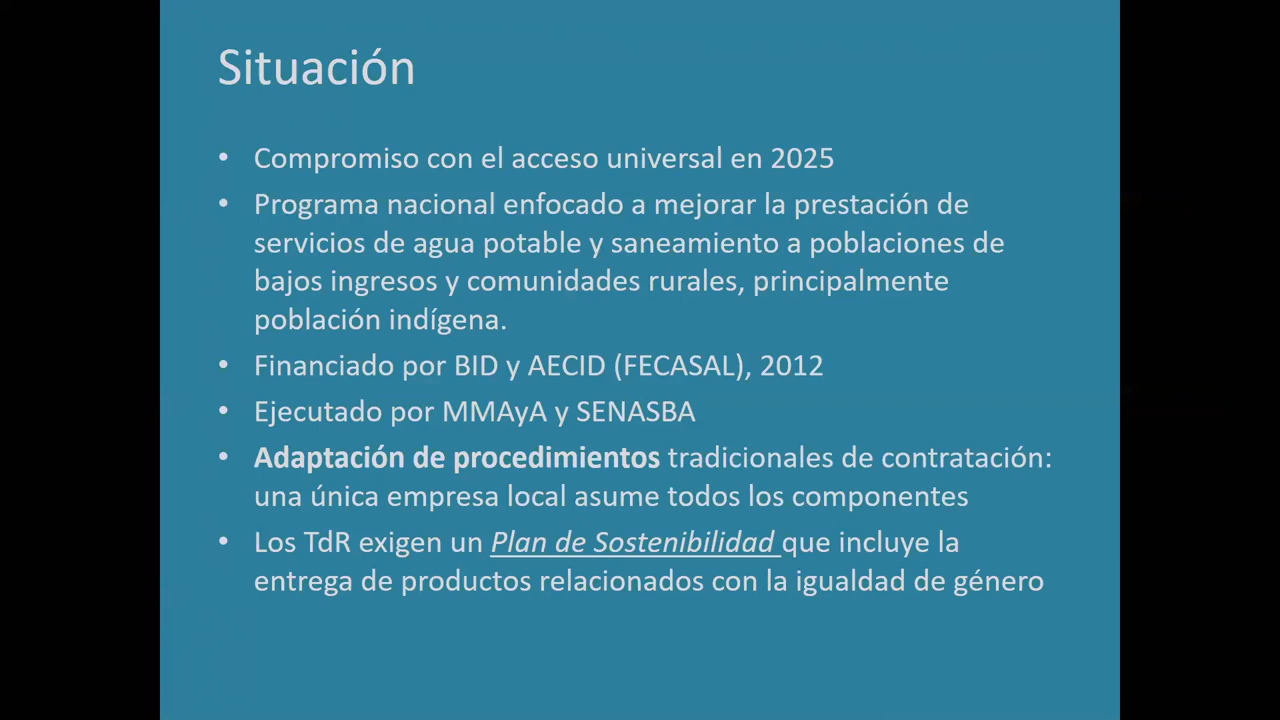 Situación
• Compromiso con el acceso universal en 2025
• Programa nacional enfocado a mejorar la prestación de
servicios de agua potable y saneamiento a poblaciones de
bajos ingresos y comunidades rurales, principalmente
población indígena.
• Financiado por BID y AECID (FECASAL), 2012
• Ejecutado por MMAyA y SENASBA
• Adaptación de procedimientos tradicionales de contratación:
una única empresa local asume todos los componentes
• Los TdR exigen un Plan de Sostenibilidad que incluye la
entrega de productos relacionados con la igualdad de género